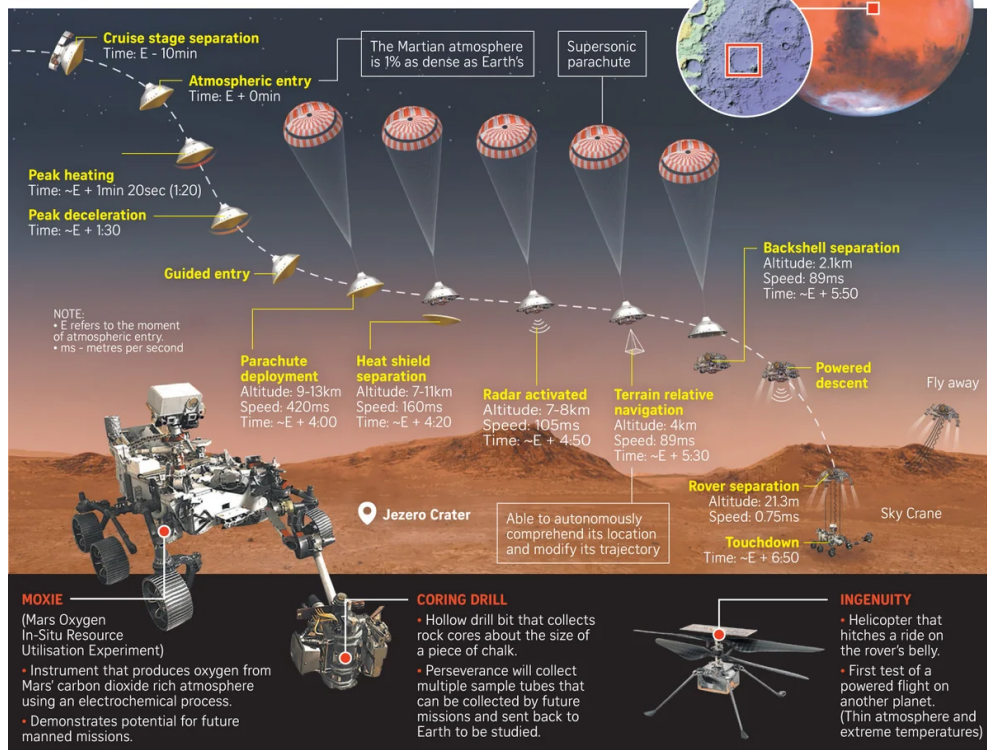 Cruise stage separation
Time: E - 10min
Atmospheric entry
Time: E + 0min
The Martian atmosphere
is 1% as dense as Earth's
Supersonic
parachute
Peak heating
Time: ~E + 1min 20sec (1:20)
Peak deceleration
Time: ~E + 1:30
Guided entry
NOTE:
• E refers to the moment
of atmospheric entry.
• ms - metres per second
Parachute
deployment
Altitude: 9-13km
Speed: 420ms
Time: ~E + 4:00
Heat shield
separation
Altitude: 7-11km
Speed: 160ms
Time: ~E + 4:20
Radar activated
Altitude: 7-8km
Speed: 105ms
Time: ~E + 4:50
Terrain relative
navigation
Altitude: 4km
Speed: 89ms
Time: ~E + 5:30
Able to autonomously
comprehend its location
and modify its trajectory
Backshell separation
Altitude: 2.1km
Speed: 89ms
Time: ~E + 5:50
Powered
descent
Fly away
Rover separation
Altitude: 21.3m
Speed: 0.75ms
Sky Crane
Touchdown
Time: ~E + 6:50
Jezero Crater
MOXIE
(Mars Oxygen
In-Situ Resource
Utilisation Experiment)
• Instrument that produces oxygen from
Mars' carbon dioxide rich atmosphere
using an electrochemical process.
• Demonstrates potential for future
manned missions.
CORING DRILL
• Hollow drill bit that collects
rock cores about the size of
a piece of chalk.
• Perseverance will collect
multiple sample tubes that
can be collected by future
missions and sent back to
Earth to be studied.
INGENUITY
• Helicopter that
hitches a ride on
the rover's belly.
• First test of a
powered flight on
another planet.
(Thin atmosphere and
extreme temperatures)